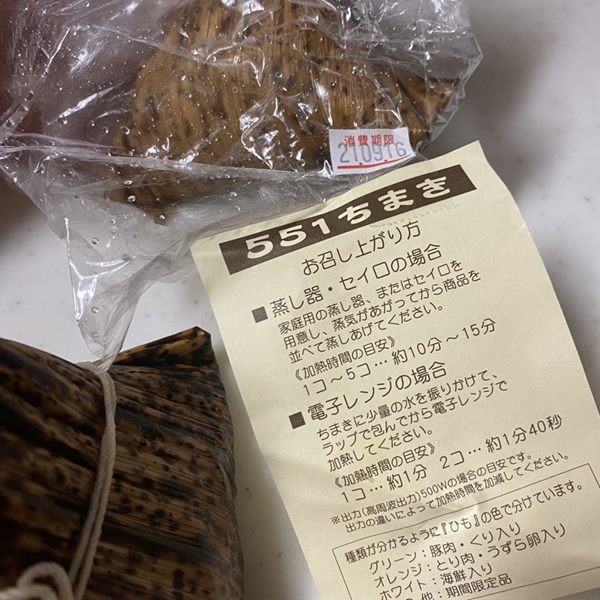 消費期限
21.09.16
551ちまき
お召し上がり方
■蒸し器・セイロの場合
家庭用の蒸し器、またはセイロを
用意し、蒸気があがってから商品を
並べて蒸しあげてください。
《加熱時間の目安》
1コ〜5コ…約10分〜15分
■電子レンジの場合
ちまきに少量の水を振りかけて、
ラップで包んでから電子レンジで
加熱してください。
《加熱時間の目安》
1コ…約1分 2コ…約1分40秒
※出力(高周波出力)500Wの場合の目安です。
出力の違いによって加熱時間を加減してください。
種類が分かるように『ひも』の色で分けています。
グリーン:豚肉・くり入り
オレンジ:とり肉・うずら卵入り
ホワイト:海鮮入り
他:期間限定品